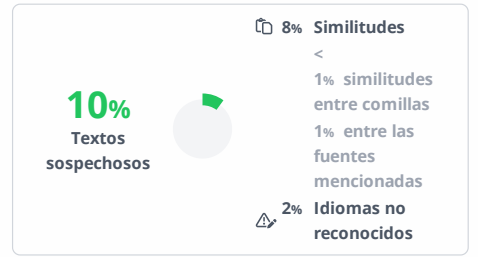 10%
Textos
sospechosos
8% Similitudes
<
1% similitudes
entre comillas
1% entre las
fuentes
mencionadas
2% Idiomas no
reconocidos